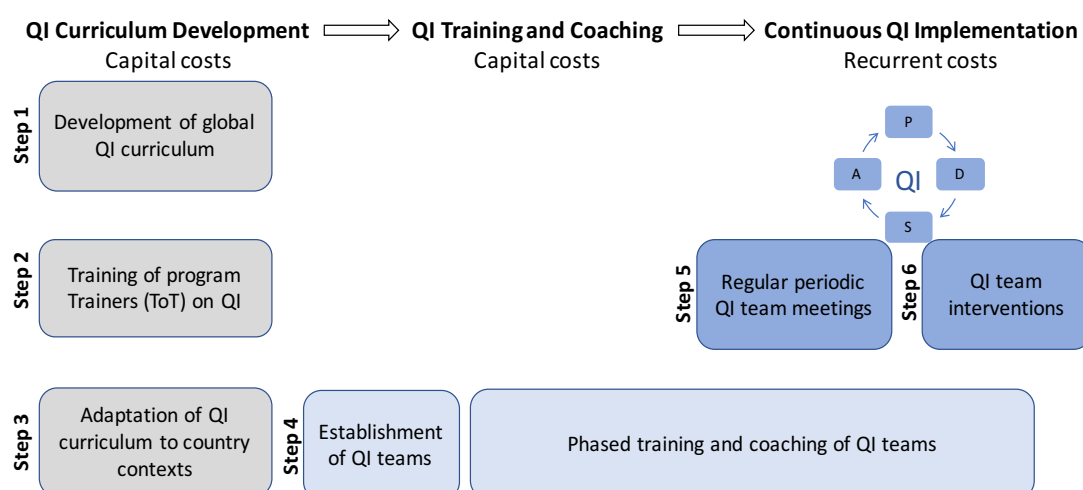 QI Curriculum Development
QI Training and Coaching
Continuous QI Implementation
Capital costs
Capital costs
Recurrent costs
Step 1
Development of global
QI curriculum
P
A
QI
D
S
Step 2
Training of program
Trainers (ToT) on QI
Step 5
Regular periodic
QI team meetings
Step 6
QI team
interventions
Step 3
Adaptation of QI
curriculum to country
contexts
Step 4
Establishment
of QI teams
Phased training and coaching of QI teams